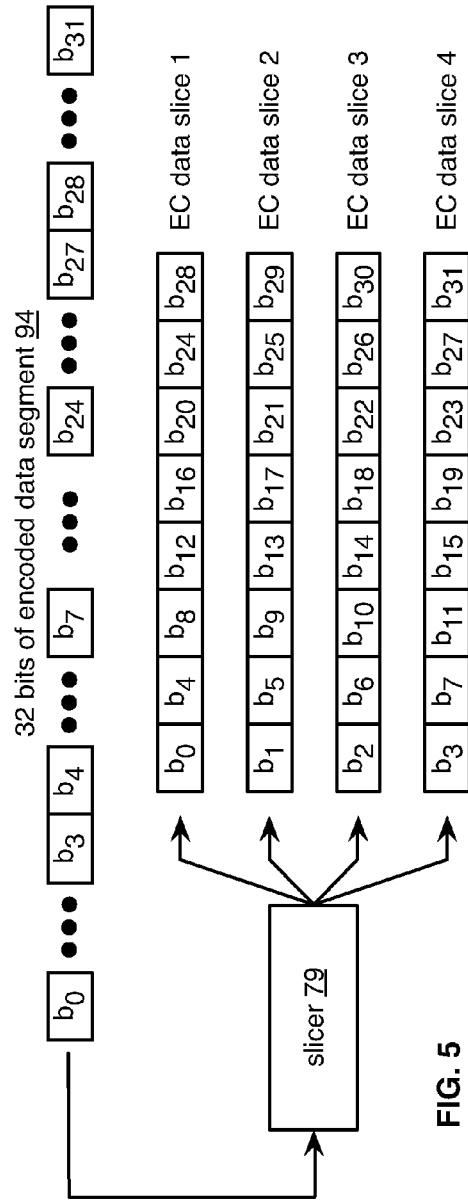 32 bits of encoded data segment 94
b0 ●●● b3 b4 ●●● b7 ●●● b24 ●●● b27 b28 ●●● b31
b0 b4 b8 b12 b16 b20 b24 b28 EC data slice 1
b1 b5 b9 b13 b17 b21 b25 b29 EC data slice 2
slicer 79
b2 b6 b10 b14 b18 b22 b26 b30 EC data slice 3
b3 b7 b11 b15 b19 b23 b27 b31 EC data slice 4
FIG. 5